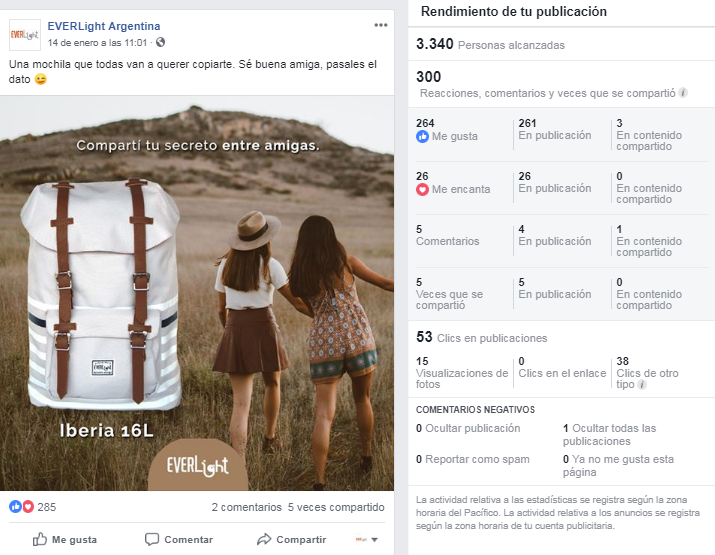 EVERLight
EVERLight Argentina
14 de enero a las 11:01 ·
Una mochila que todas van a querer copiarte. Sé buena amiga, pasales el
dato 😉
Compartí tu secreto entre amigas.
EVERLight
Iberia 16L
EVERLight
285
2 comentarios 5 veces compartido
Me gusta
Comentar
Compartir
Rendimiento de tu publicación
3.340 Personas alcanzadas
300
Reacciones, comentarios y veces que se compartió
264
Me gusta
261
En publicación
3
En contenido
compartido
26
Me encanta
26
En publicación
0
En contenido
compartido
5
Comentarios
4
En publicación
1
En contenido
compartido
5
Veces que se
compartió
5
En publicación
0
En contenido
compartido
53 Clics en publicaciones
15
Visualizaciones de
fotos
0
Clics en el enlace
38
Clics de otro
tipo
COMENTARIOS NEGATIVOS
0 Ocultar publicación
1 Ocultar todas las
publicaciones
0 Reportar como spam
0 Ya no me gusta esta
página
La actividad relativa a las estadísticas se registra según la zona
horaria del Pacífico. La actividad relativa a los anuncios se registra
según la zona horaria de tu cuenta publicitaria.